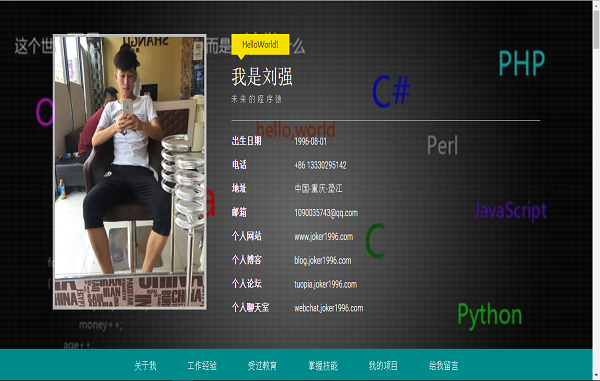 这个世
而是
什么
HelloWorld!
我是刘强
未来的程序猿
PHP
C#
hello,world
Perl
出生日期 1996-08-01
电话 +86 13330295142
地址 中国-重庆-垫江
邮箱 1090035743@qq.com
个人网站 www.joker1996.com
个人博客 blog.joker1996.com
个人论坛 tuopia.joker1996.com
个人聊天室 webchat.joker1996.com
JavaScript
C
Python
money++;
age++;
关于我 工作经验 受过教育 掌握技能 我的项目 给我留言